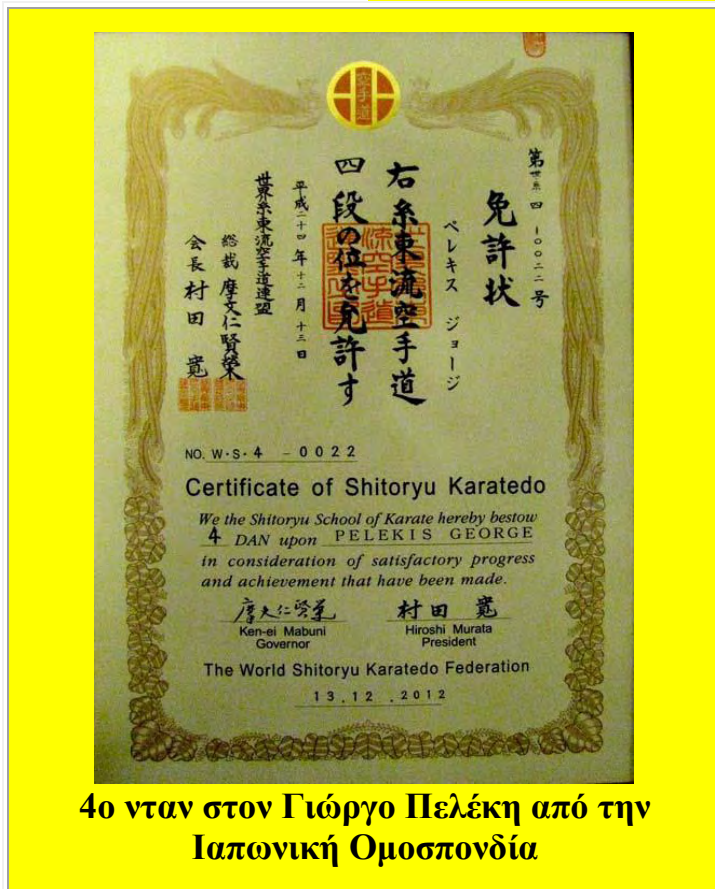 空手道
第世糸四-〇〇二二号
免許状
ペレキス ジョージ
右糸東流空手道
四段の位を免許す
平成二十四年十二月十三日
世界糸東流空手道連盟
総裁 摩文仁賢榮
会長 村田 寛
NO. W·S·4 - 0022
Certificate of Shitoryu Karatedo
We the Shitoryu School of Karate hereby bestow
4 DAN upon PELEKIS GEORGE
in consideration of satisfactory progress
and achievement that have been made.
摩文仁賢栄 村田 寛
Ken-ei Mabuni Hiroshi Murata
Governor President
The World Shitoryu Karatedo Federation
13.12.2012
4ο νταν στον Γιώργο Πελέκη από την
Ιαπωνική Ομοσπονδία